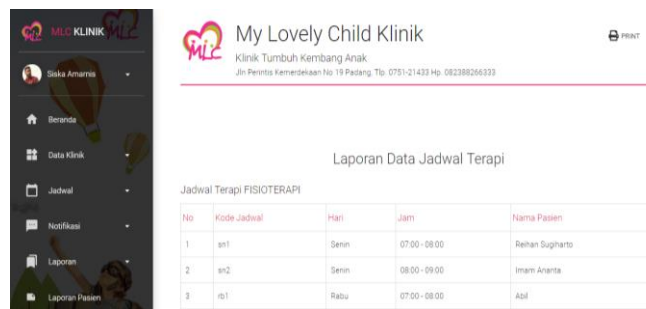 MLC KLINIK
Siska Amarnis
Beranda
Data Klinik
Jadwal
Notifikasi
Laporan
Laporan Pasien
MLC
My Lovely Child Klinik
PRINT
Klinik Tumbuh Kembang Anak
Jln Perintis Kemerdekaan No 19 Padang, Tlp. 0751-21433 Hp. 082388266333
Laporan Data Jadwal Terapi
Jadwal Terapi FISIOTERAPI
No Kode Jadwal Hari Jam Nama Pasien
1 sn1 Senin 07:00 - 08:00 Reihan Sugiharto
2 sn2 Senin 08:00 - 09:00 Imam Ananta
3 rb1 Rabu 07:00 - 08:00 Abil